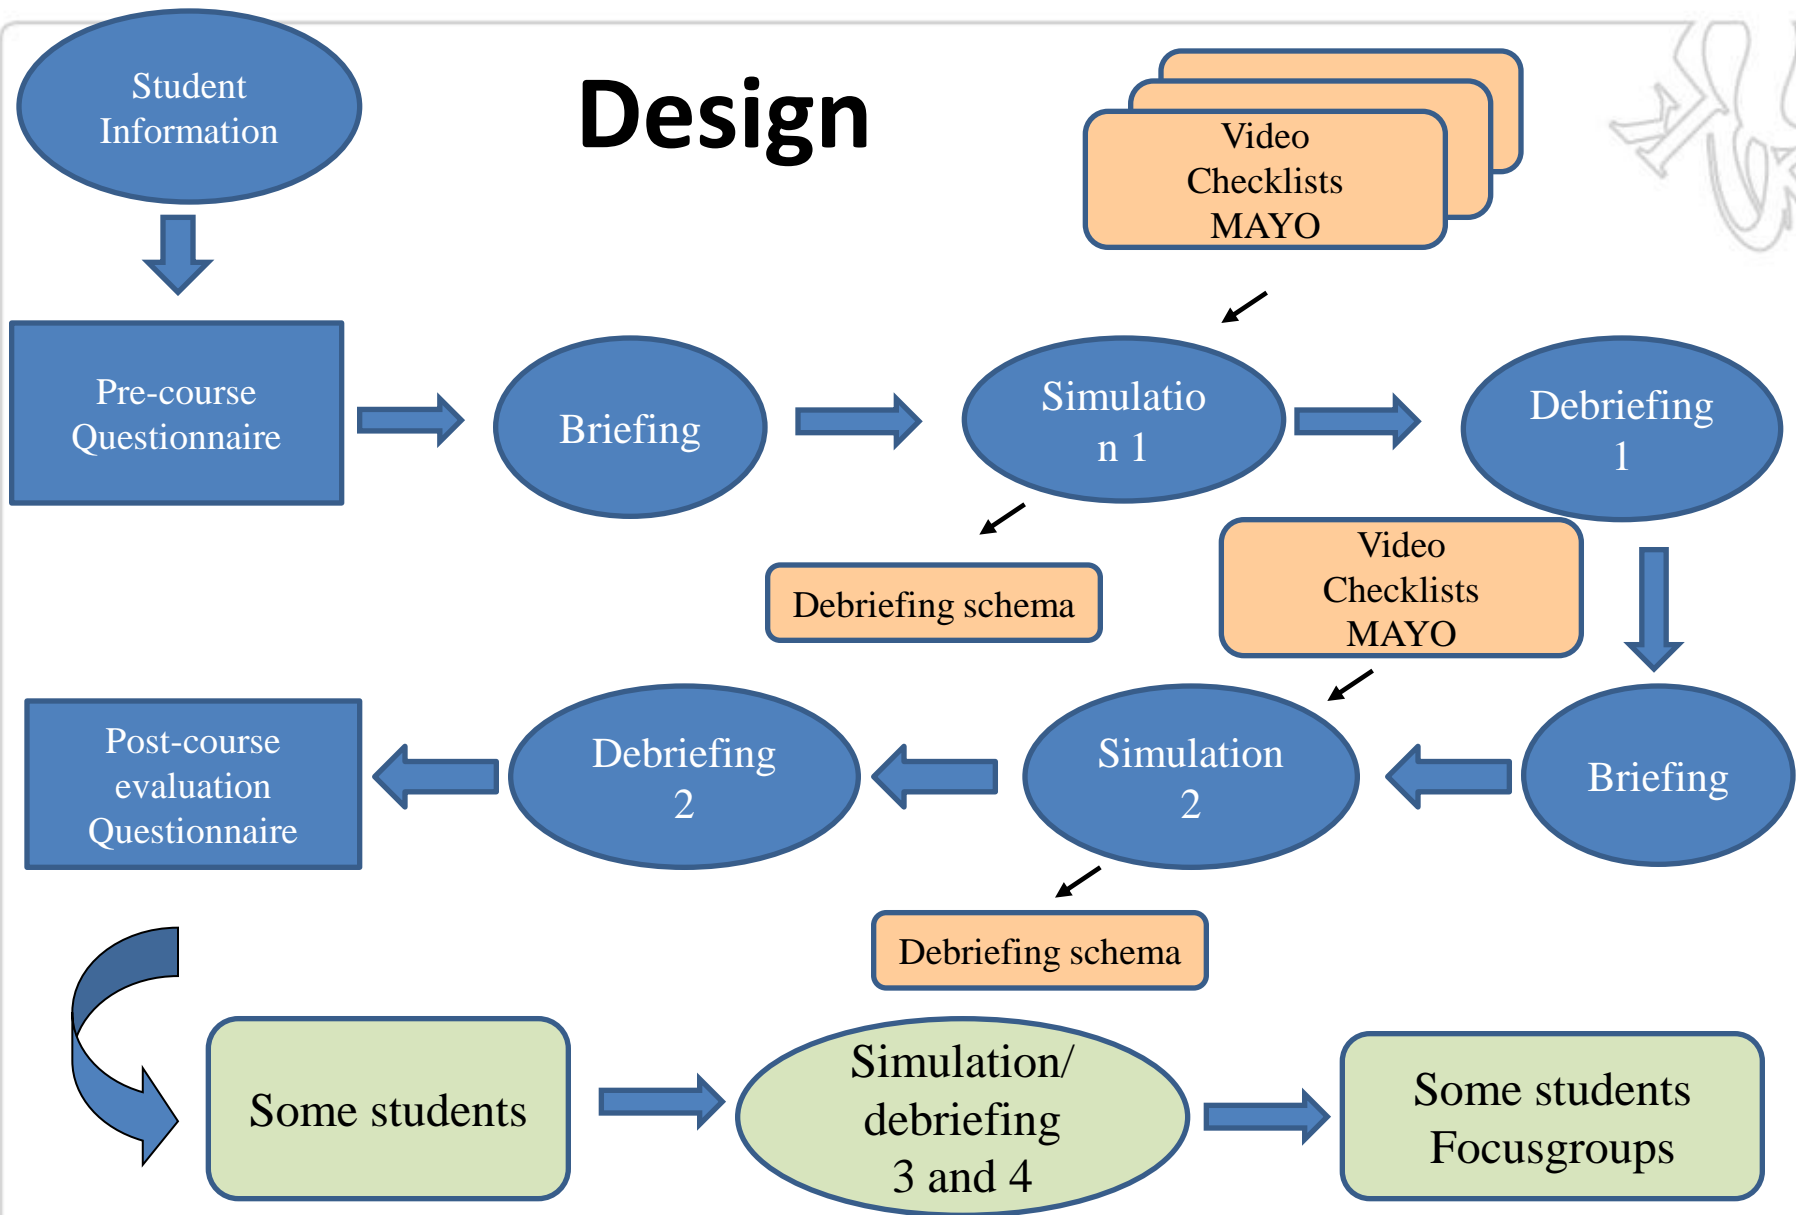 Design
Student
Information
Video
Checklists
MAYO
Pre-course
Questionnaire
Briefing
Simulatio
n 1
Debriefing
1
Debriefing schema
Video
Checklists
MAYO
Post-course
evaluation
Questionnaire
Debriefing
2
Simulation
2
Briefing
Debriefing schema
Some students
Simulation/
debriefing
3 and 4
Some students
Focusgroups